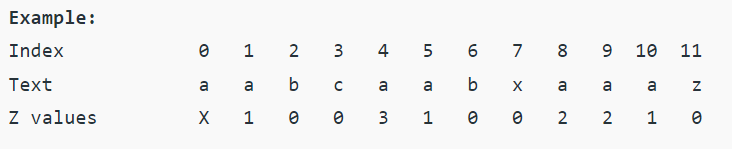 Example:
Index 0 1 2 3 4 5 6 7 8 9 10 11
Text a a b c a a b x a a a z
Z values X 1 0 0 3 1 0 0 2 2 1 0